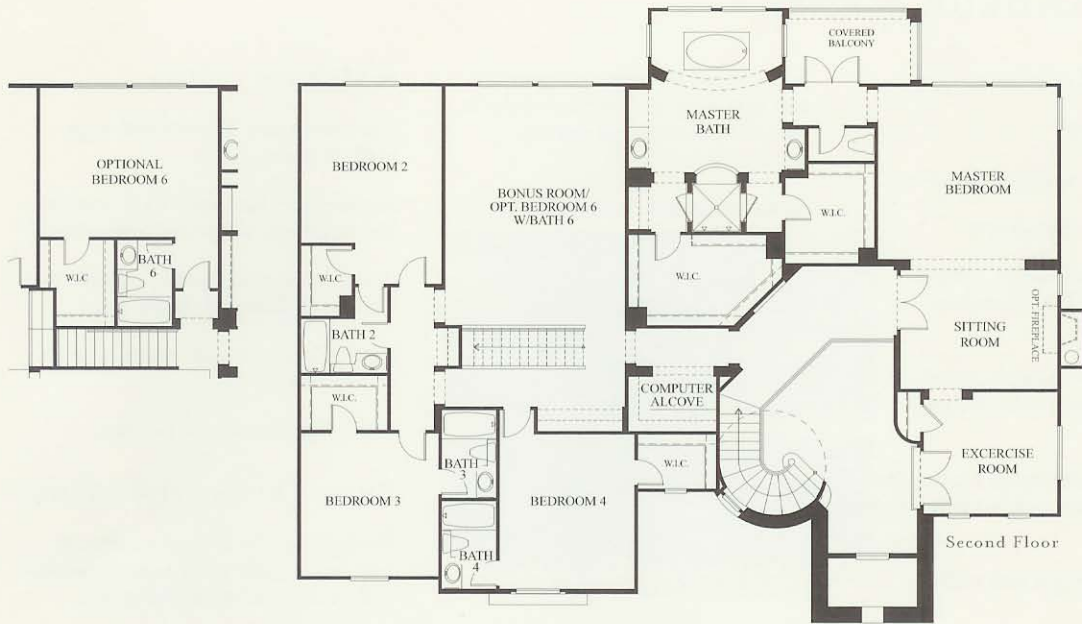 COVERED
BALCONY
OPTIONAL
BEDROOM 6
BATH
6
W.I.C
BEDROOM 2
W.I.C.
BATH 2
W.I.C.
BEDROOM 3
BONUS ROOM/
OPT. BEDROOM 6
W/BATH 6
MASTER
BATH
W.I.C.
W.I.C.
MASTER
BEDROOM
OPT. FIREPLACE
SITTING
ROOM
COMPUTER
ALCOVE
BATH
3
BATH
4
BEDROOM 4
W.I.C.
EXCERCISE
ROOM
Second Floor